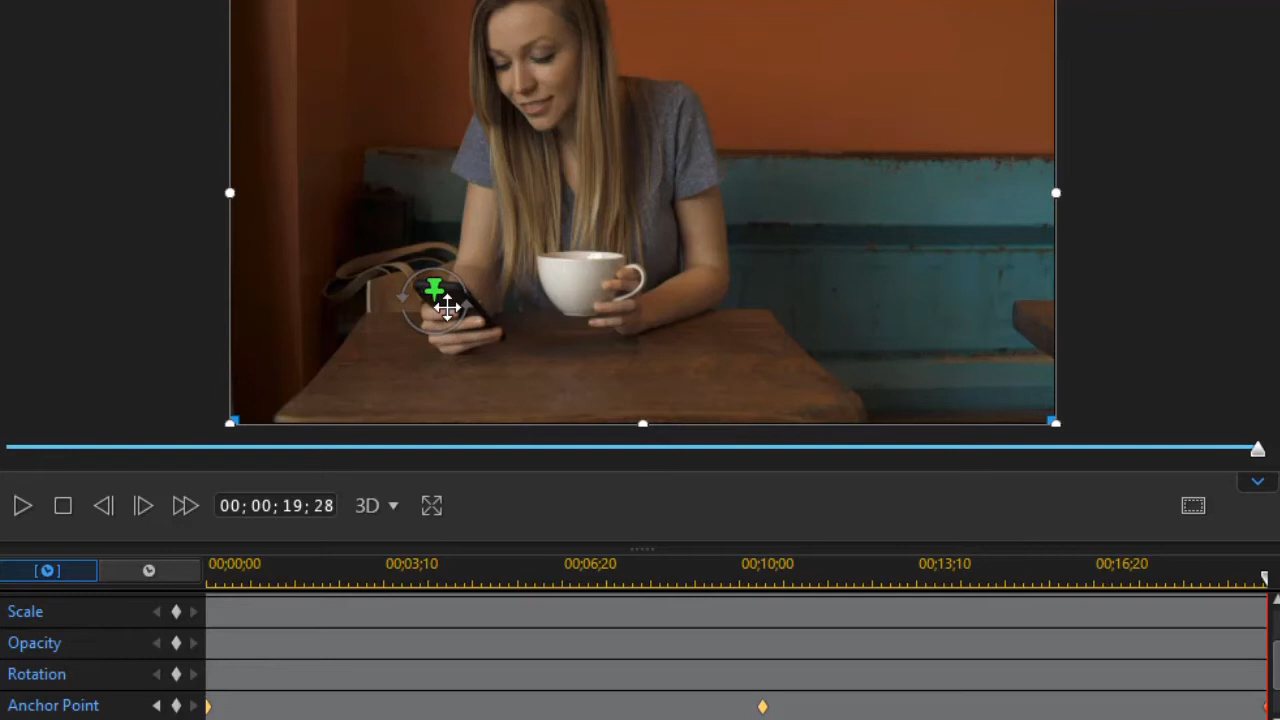 00; 00; 19; 28 3D
00;00;00 00;03;10 00;06;20 00;10;00 00;13;10 00;16;20
Scale
Opacity
Rotation
Anchor Point